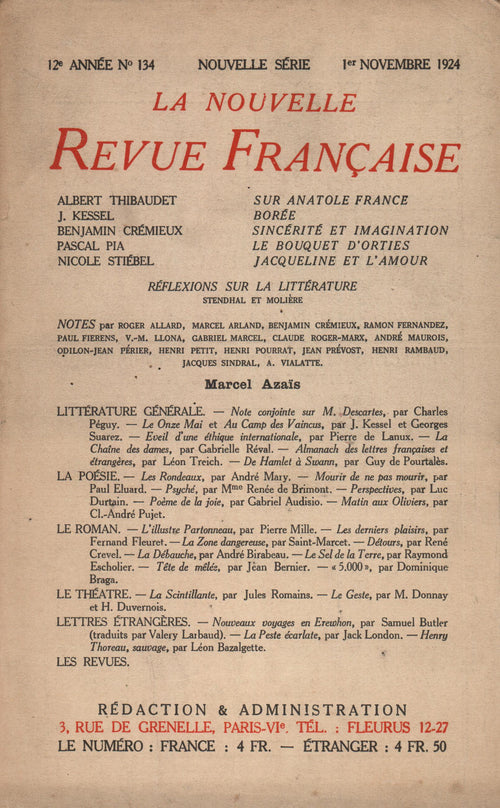 12e ANNÉE No 134 NOUVELLE SÉRIE 1er NOVEMBRE 1924
LA NOUVELLE
REVUE FRANÇAISE
ALBERT THIBAUDET SUR ANATOLE FRANCE
J. KESSEL BORÉE
BENJAMIN CRÉMIEUX SINCÉRITÉ ET IMAGINATION
PASCAL PIA LE BOUQUET D'ORTIES
NICOLE STIÉBEL JACQUELINE ET L'AMOUR
RÉFLEXIONS SUR LA LITTÉRATURE
STENDHAL ET MOLIÈRE
NOTES par ROGER ALLARD, MARCEL ARLAND, BENJAMIN CRÉMIEUX, RAMON FERNANDEZ,
PAUL FIERENS, V.-M. LLONA, GABRIEL MARCEL, CLAUDE ROGER-MARX, ANDRÉ MAUROIS,
ODILON-JEAN PÉRIER, HENRI PETIT, HENRI POURRAT, JEAN PRÉVOST, HENRI RAMBAUD,
JACQUES SINDRAL, A. VIALATTE.
Marcel Azaïs
LITTÉRATURE GÉNÉRALE. — Note conjointe sur M. Descartes, par Charles
Péguy. — Le Onze Mai et Au Camp des Vaincus, par J. Kessel et Georges
Suarez. — Eveil d'une éthique internationale, par Pierre de Lanux. — La
Chaîne des dames, par Gabrielle Réval. — Almanach des lettres françaises et
étrangères, par Léon Treich. — De Hamlet à Swann, par Guy de Pourtalès.
LA POÉSIE. — Les Rondeaux, par André Mary. — Mourir de ne pas mourir, par
Paul Eluard. — Psyché, par Mme Renée de Brimont. — Perspectives, par Luc
Durtain. — Poème de la joie, par Gabriel Audisio. — Matin aux Oliviers, par
Cl.-André Pujet.
LE ROMAN. — L'illustre Partonneau, par Pierre Mille. — Les derniers plaisirs, par
Fernand Fleuret. — La Zone dangereuse, par Saint-Marcet. — Détours, par René
Crevel. — La Débauche, par André Birabeau. — Le Sel de la Terre, par Raymond
Escholier. — Tête de mêlés, par Jean Bernier. — « 5.000 », par Dominique
Braga.
LE THÉATRE. — La Scintillante, par Jules Romains. — Le Geste, par M. Donnay
et H. Duvernois.
LETTRES ÉTRANGÈRES. — Nouveaux voyages en Erewhon, par Samuel Butler
(traduits par Valery Larbaud). — La Peste écarlate, par Jack London. — Henry
Thoreau, sauvage, par Léon Bazalgette.
LES REVUES.
RÉDACTION & ADMINISTRATION
3, RUE DE GRENELLE, PARIS-VIe. TÉL. : FLEURUS 12-27
LE NUMÉRO : FRANCE : 4 FR. — ÉTRANGER : 4 FR. 50